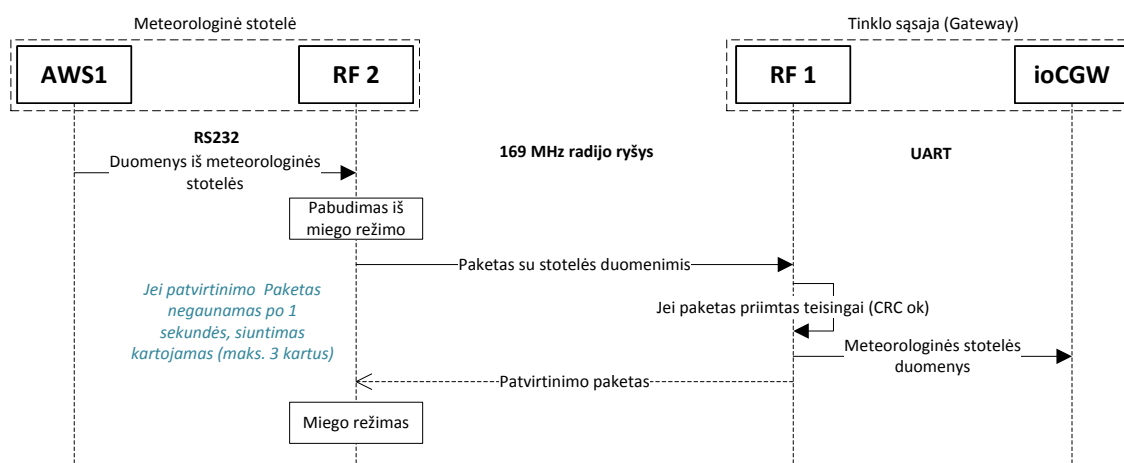 Meteorologinė stotelė
Tinklo sąsaja (Gateway)
AWS1
RF 2
RF 1
ioCGW
RS232
Duomenys iš meteorologinės
stotelės
169 MHz radijo ryšys
UART
Pabudimas iš
miego režimo
Paketas su stotelės duomenimis
Jei patvirtinimo Paketas
negaunamas po 1
sekundės, siuntimas
kartojamas (maks. 3 kartus)
Jei paketas priimtas teisingai (CRC ok)
Meteorologinės stotelės
duomenys
Patvirtinimo paketas
Miego režimas